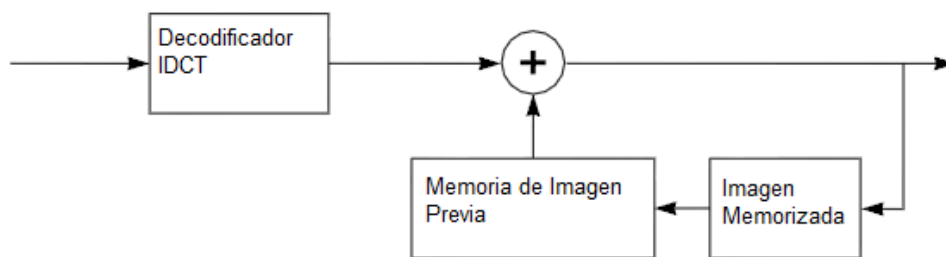 Decodificador
IDCT
+
Memoria de Imagen
Previa
Imagen
Memorizada